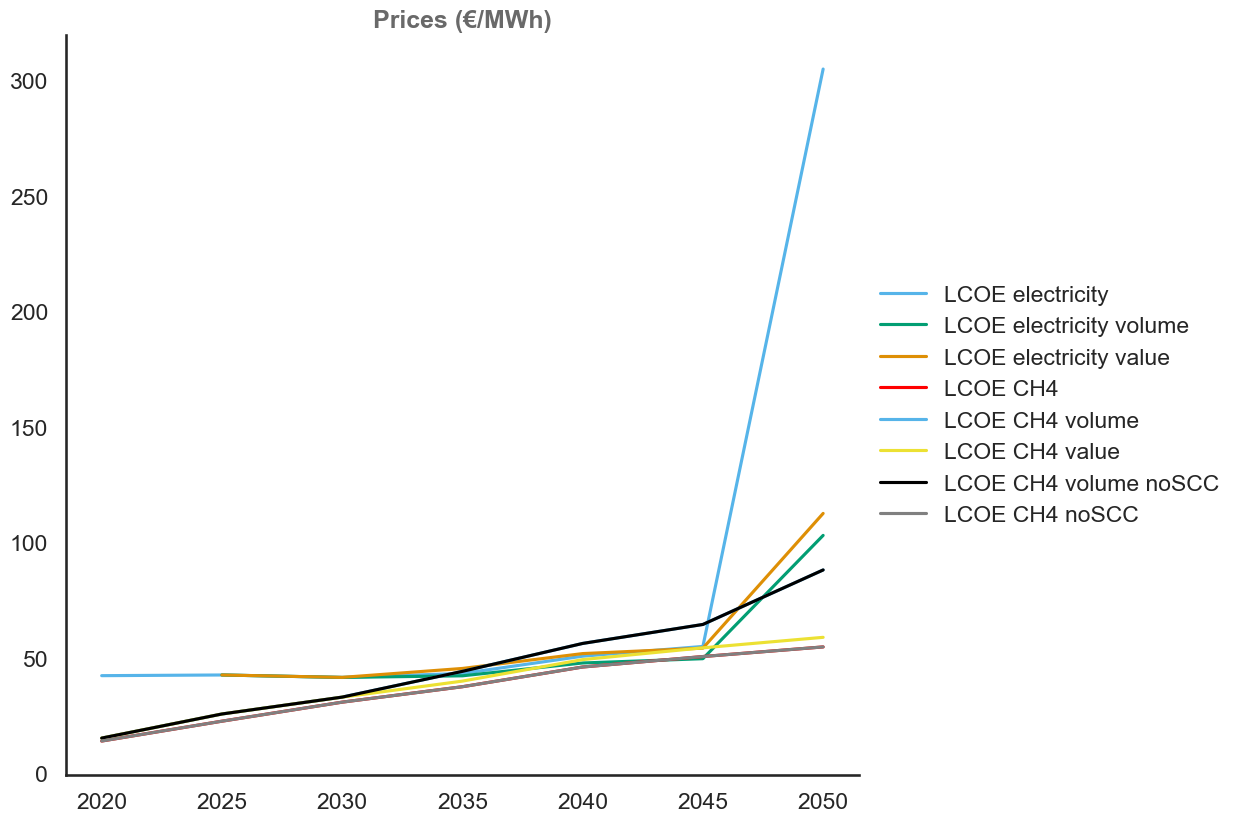 Prices (€/MWh)
300
250
200
150
100
50
0
2020 2025 2030 2035 2040 2045 2050
LCOE electricity
LCOE electricity volume
LCOE electricity value
LCOE CH4
LCOE CH4 volume
LCOE CH4 value
LCOE CH4 volume noSCC
LCOE CH4 noSCC